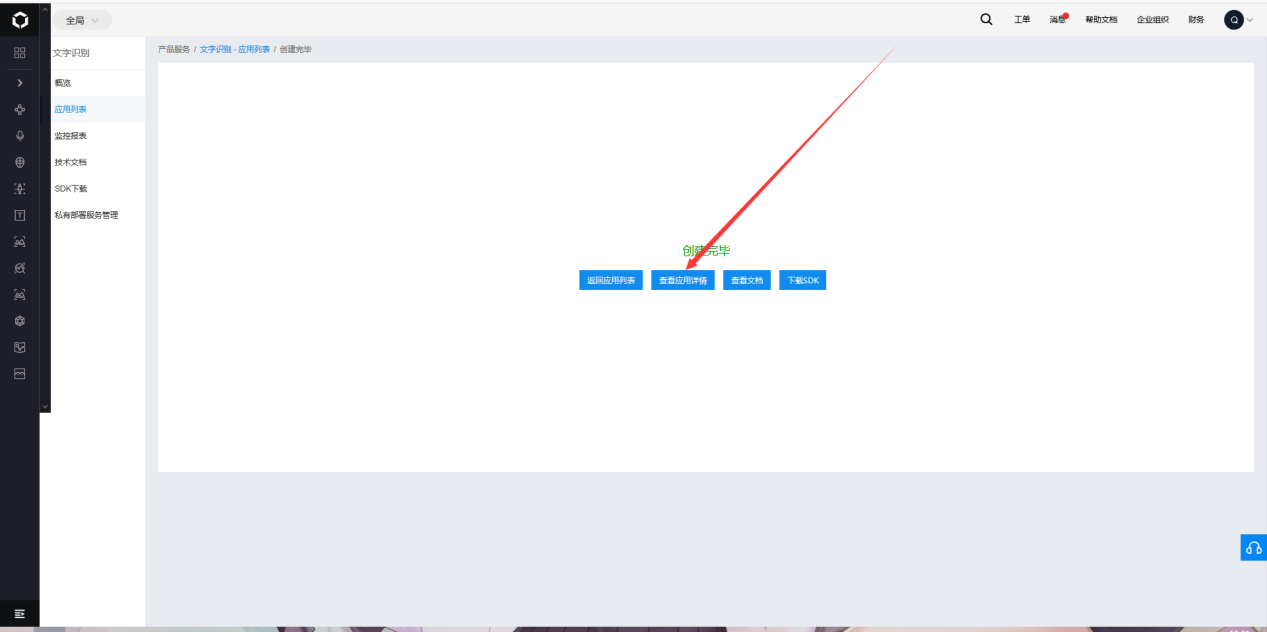 全局
工单
消息
帮助文档
企业组织
财务
Q
文字识别
产品服务 / 文字识别 - 应用列表 / 创建完毕
概览
应用列表
监控报表
技术文档
SDK下载
私有部署服务管理
创建完毕
返回应用列表
查看应用详情
查看文档
下载SDK